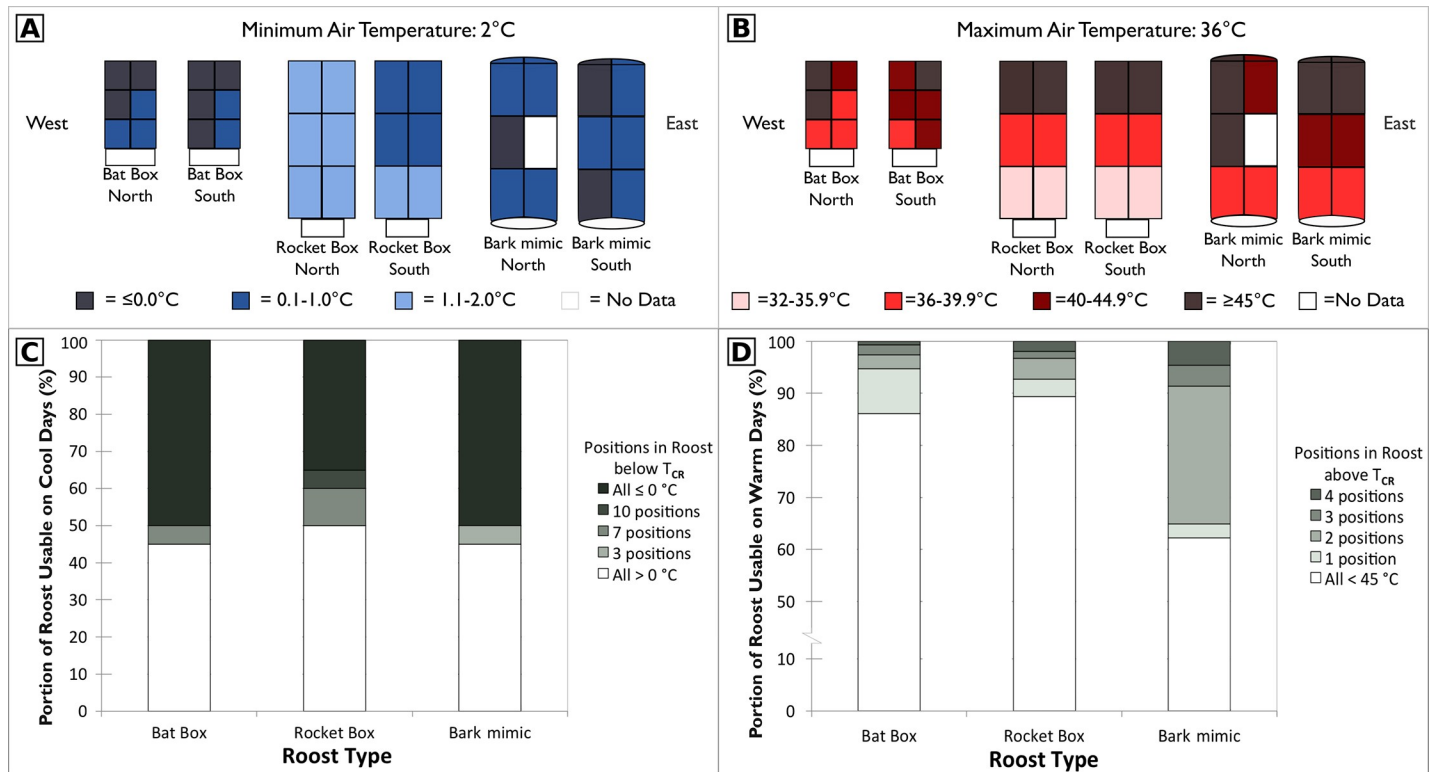 A
Minimum Air Temperature: 2°C
West
East
Bat Box
North
Bat Box
South
Rocket Box
North
Rocket Box
South
Bark mimic
North
Bark mimic
South
= ≤0.0°C
= 0.1-1.0°C
= 1.1-2.0°C
= No Data
B
Maximum Air Temperature: 36°C
West
East
Bat Box
North
Bat Box
South
Rocket Box
North
Rocket Box
South
Bark mimic
North
Bark mimic
South
=32-35.9°C
=36-39.9°C
=40-44.9°C
= ≥45°C
=No Data
C
Portion of Roost Usable on Cool Days (%)
100
90
80
70
60
50
40
30
20
10
0
Bat Box
Rocket Box
Bark mimic
Roost Type
Positions in Roost
below TCR
All ≤ 0 °C
10 positions
7 positions
3 positions
All > 0 °C
D
Portion of Roost Usable on Warm Days (%)
100
90
80
70
60
50
10
0
Bat Box
Rocket Box
Bark mimic
Roost Type
Positions in Roost
above TCR
4 positions
3 positions
2 positions
1 position
All < 45 °C